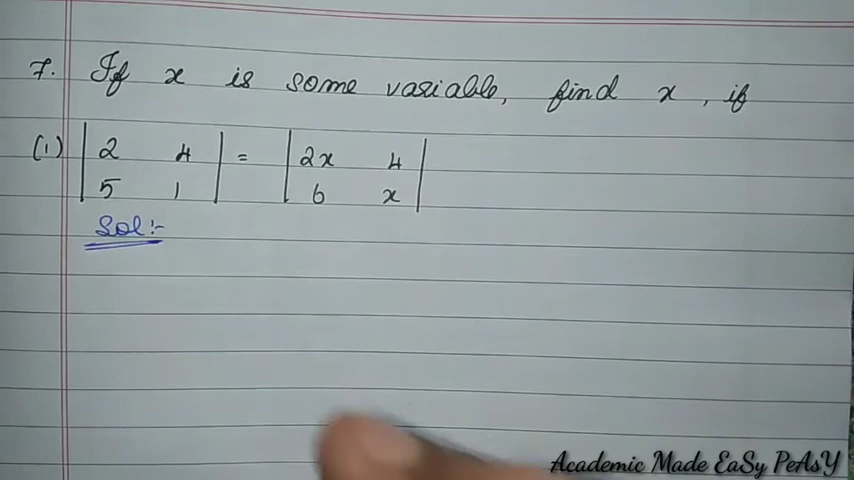 7. If x is some variable, find x, if
(1) | 2 4 | = | 2x 4 |
| 5 1 | | 6 x |
Sol:-
Academic Made EaSy PeAsY